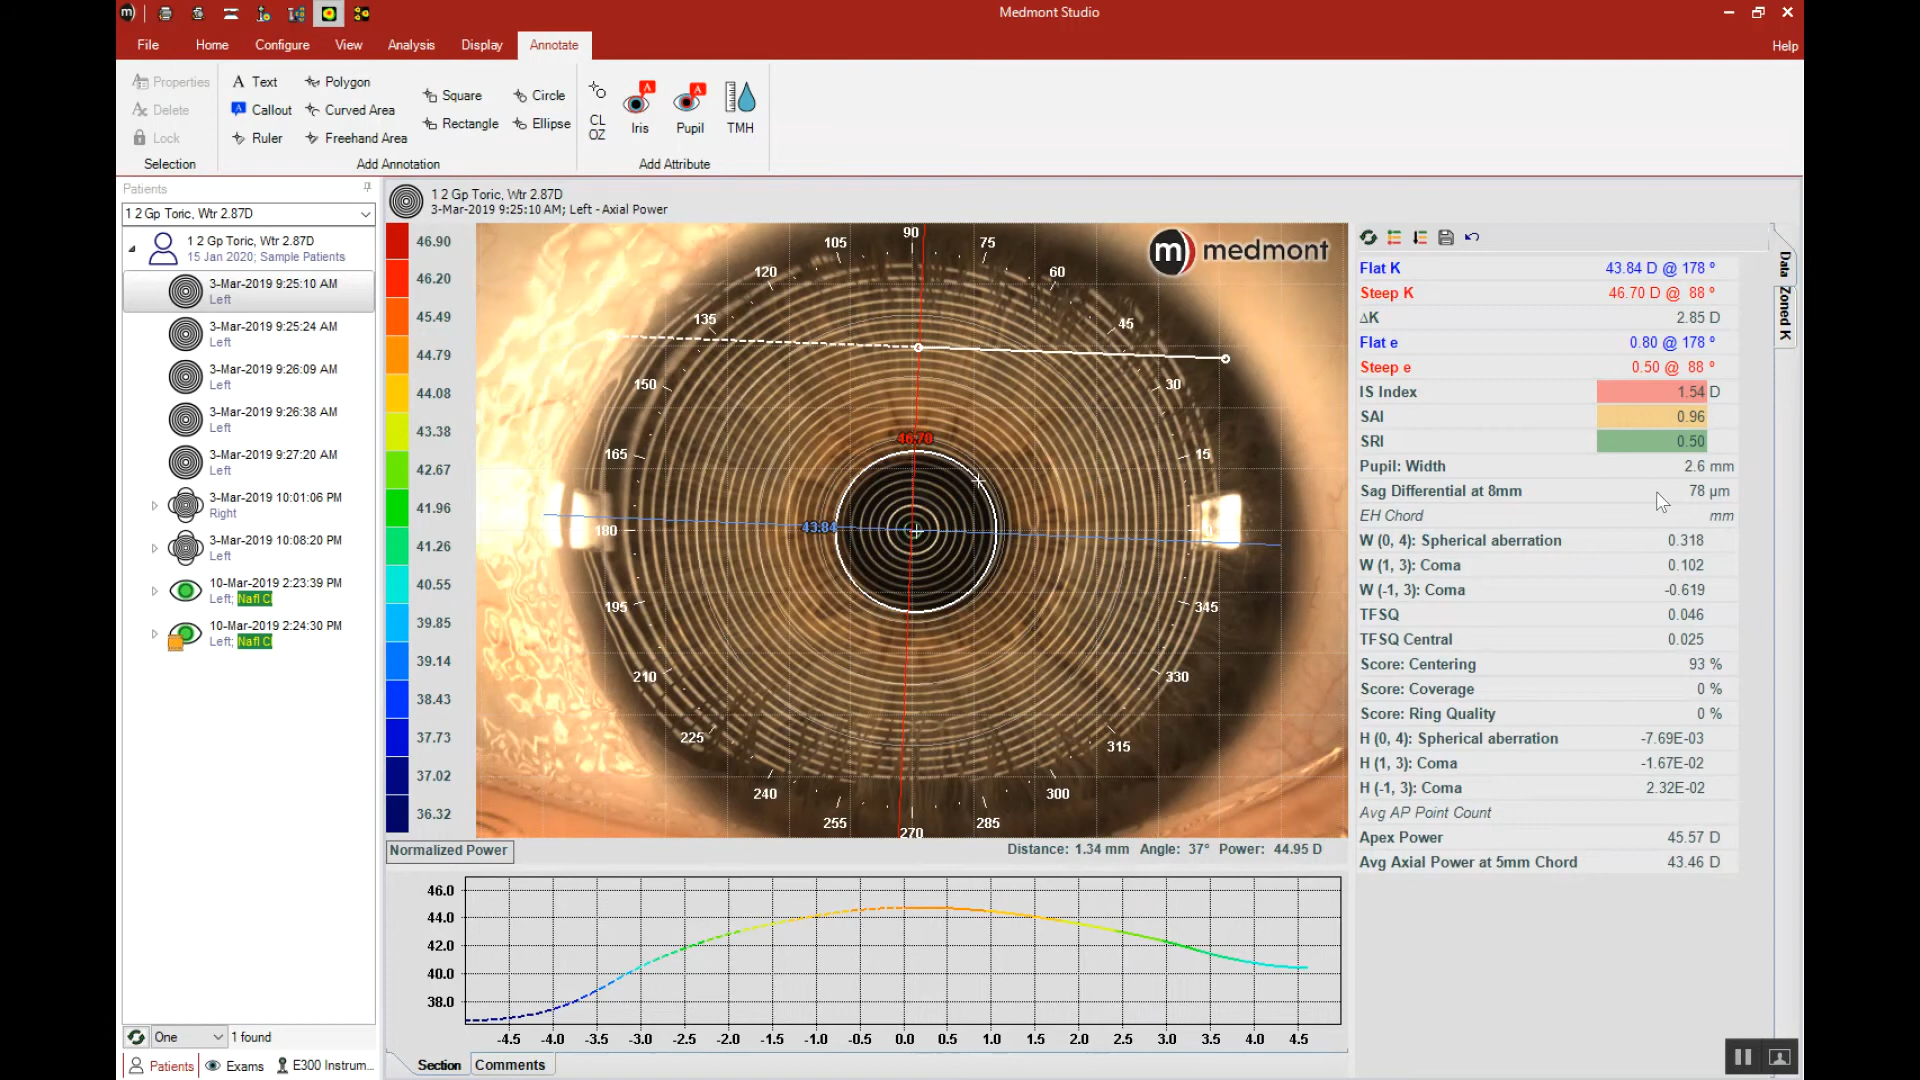 m Medmont Studio
File Home Configure View Analysis Display Annotate Help
Properties
Delete
Lock
Selection
A Text Polygon
Callout Curved Area
Ruler Freehand Area
Square Circle
Rectangle Ellipse
Add Annotation
CL
OZ
Iris Pupil TMH
Add Attribute
Patients
1 2 Gp Toric, Wtr 2.87D
1 2 Gp Toric, Wtr 2.87D
15 Jan 2020; Sample Patients
3-Mar-2019 9:25:10 AM
Left
3-Mar-2019 9:25:24 AM
Left
3-Mar-2019 9:26:09 AM
Left
3-Mar-2019 9:26:38 AM
Left
3-Mar-2019 9:27:20 AM
Left
3-Mar-2019 10:01:06 PM
Right
3-Mar-2019 10:08:20 PM
Left
10-Mar-2019 2:23:39 PM
Left; Nafl Cl
10-Mar-2019 2:24:30 PM
Left; Nafl Cl
One 1 found
Patients Exams E300 Instrum...
1 2 Gp Toric, Wtr 2.87D
3-Mar-2019 9:25:10 AM; Left - Axial Power
46.90
46.20
45.49
44.79
44.08
43.38
42.67
41.96
41.26
40.55
39.85
39.14
38.43
37.73
37.02
36.32
m medmont
90
105 75
120 60
135 45
150 30
165 15
180 0
195 345
210 330
225 315
240 300
255 285
270
46.70
43.84
Normalized Power Distance: 1.34 mm Angle: 37° Power: 44.95 D
46.0
44.0
42.0
40.0
38.0
-4.5 -4.0 -3.5 -3.0 -2.5 -2.0 -1.5 -1.0 -0.5 0.0 0.5 1.0 1.5 2.0 2.5 3.0 3.5 4.0 4.5
Section Comments
Flat K 43.84 D @ 178 °
Steep K 46.70 D @ 88 °
ΔK 2.85 D
Flat e 0.80 @ 178 °
Steep e 0.50 @ 88 °
IS Index 1.54 D
SAI 0.96
SRI 0.50
Pupil: Width 2.6 mm
Sag Differential at 8mm 78 µm
EH Chord mm
W (0, 4): Spherical aberration 0.318
W (1, 3): Coma 0.102
W (-1, 3): Coma -0.619
TFSQ 0.046
TFSQ Central 0.025
Score: Centering 93 %
Score: Coverage 0 %
Score: Ring Quality 0 %
H (0, 4): Spherical aberration -7.69E-03
H (1, 3): Coma -1.67E-02
H (-1, 3): Coma 2.32E-02
Avg AP Point Count
Apex Power 45.57 D
Avg Axial Power at 5mm Chord 43.46 D
Data
Zoned K